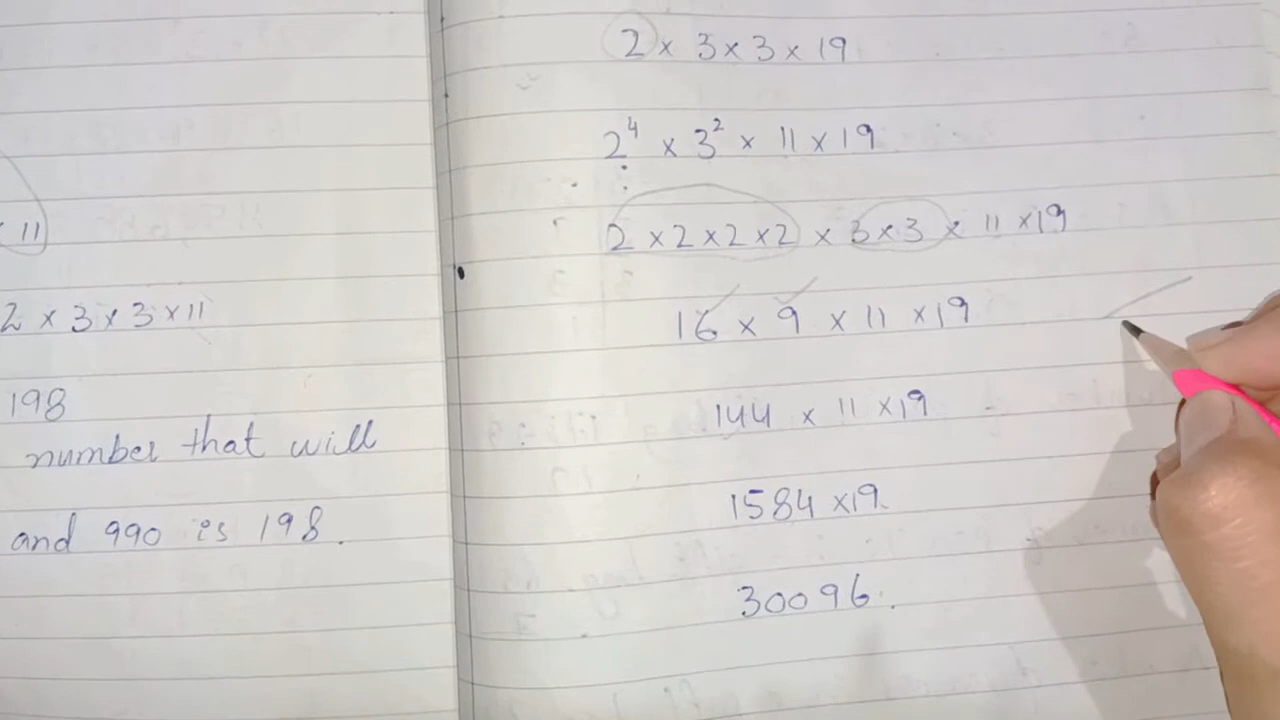 × 11
2 × 3 × 3 × 11
198
number that will
and 990 is 198.
2 × 3 × 3 × 19
2⁴ × 3² × 11 × 19
2 × 2 × 2 × 2 × 3 × 3 × 11 × 19
16 × 9 × 11 × 19
144 × 11 × 19
1584 × 19
30096.